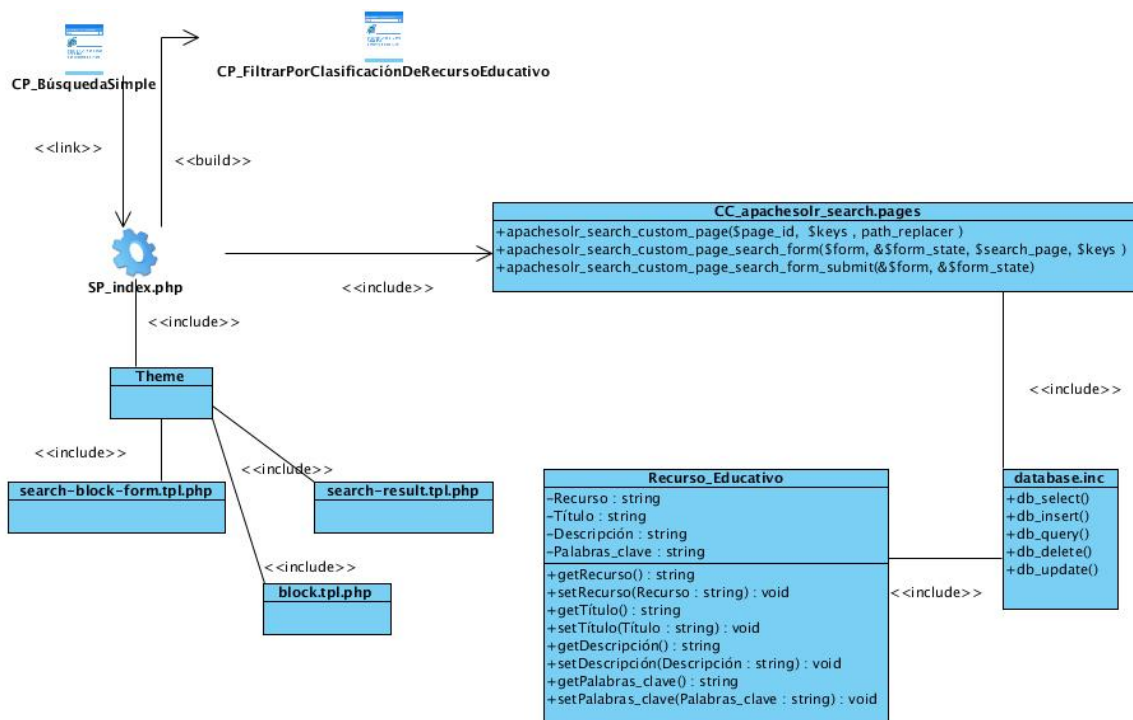 CP_BúsquedaSimple
CP_FiltrarPorClasificaciónDeRecursoEducativo
<<link>>
<<build>>
SP_index.php
<<include>>
CC_apachesolr_search.pages
+apachesolr_search_custom_page($page_id, $keys , path_replacer )
+apachesolr_search_custom_page_search_form($form, &$form_state, $search_page, $keys )
+apachesolr_search_custom_page_search_form_submit(&$form, &$form_state)
<<include>>
Theme
<<include>>
<<include>>
<<include>>
search-block-form.tpl.php
search-result.tpl.php
<<include>>
block.tpl.php
Recurso_Educativo
-Recurso : string
-Título : string
-Descripción : string
-Palabras_clave : string
+getRecurso() : string
+setRecurso(Recurso : string) : void
+getTítulo() : string
+setTítulo(Título : string) : void
+getDescripción() : string
+setDescripción(Descripción : string) : void
+getPalabras_clave() : string
+setPalabras_clave(Palabras_clave : string) : void
<<include>>
database.inc
+db_select()
+db_insert()
+db_query()
+db_delete()
+db_update()